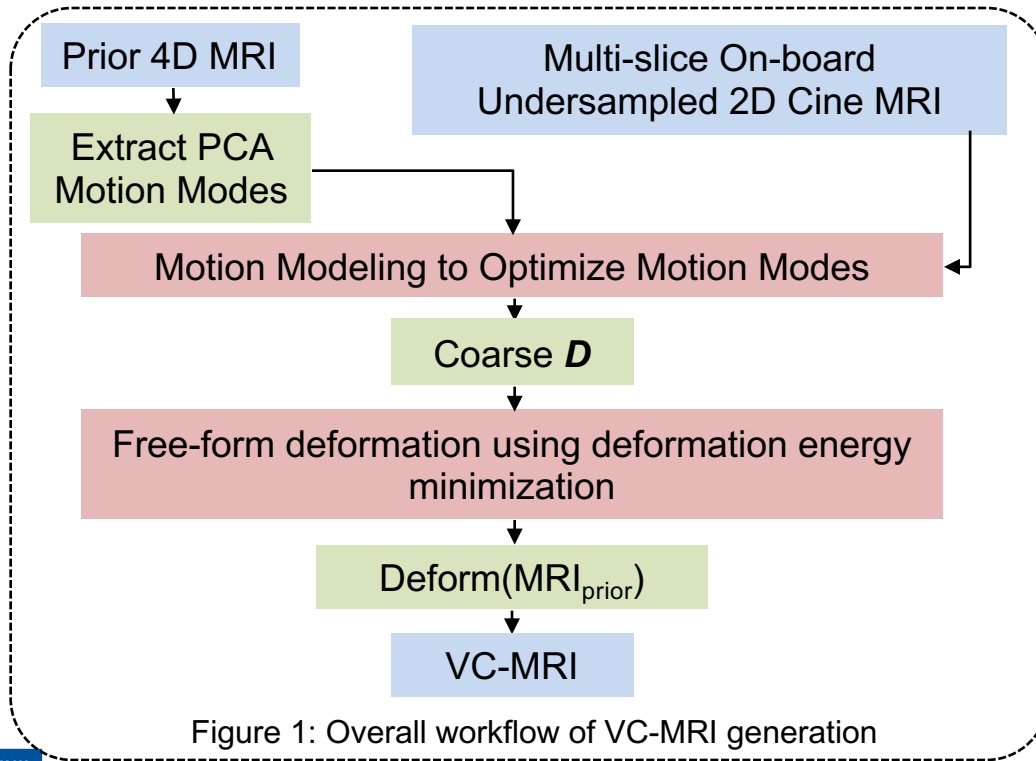 Prior 4D MRI
Multi-slice On-board
Undersampled 2D Cine MRI
Extract PCA
Motion Modes
Motion Modeling to Optimize Motion Modes
Coarse D
Free-form deformation using deformation energy
minimization
Deform(MRIprior)
VC-MRI
Figure 1: Overall workflow of VC-MRI generation